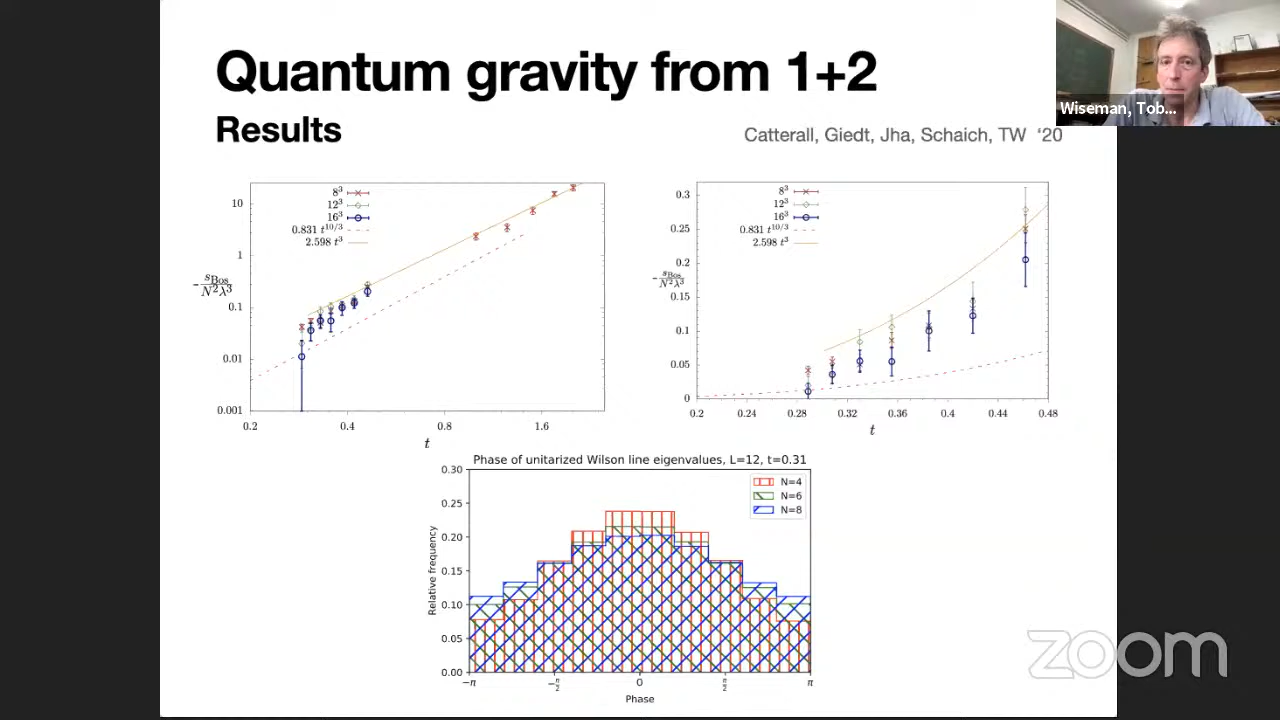 Quantum gravity from 1+2
Results
Catterall, Giedt, Jha, Schaich, TW ‘20
Wiseman, Tob...
8³
12³
16³
0.831 t^{10/3}
2.598 t³
10
1
0.1
0.01
0.001
-s_{Bos}/N²λ³
0.2 0.4 0.8 1.6
t
8³
12³
16³
0.831 t^{10/3}
2.598 t³
0.3
0.25
0.2
0.15
0.1
0.05
0
-s_{Bos}/N²λ³
0.2 0.24 0.28 0.32 0.36 0.4 0.44 0.48
t
Phase of unitarized Wilson line eigenvalues, L=12, t=0.31
N=4
N=6
N=8
0.30
0.25
0.20
0.15
0.10
0.05
0.00
Relative frequency
−π −π/2 0 π/2 π
Phase
zoom